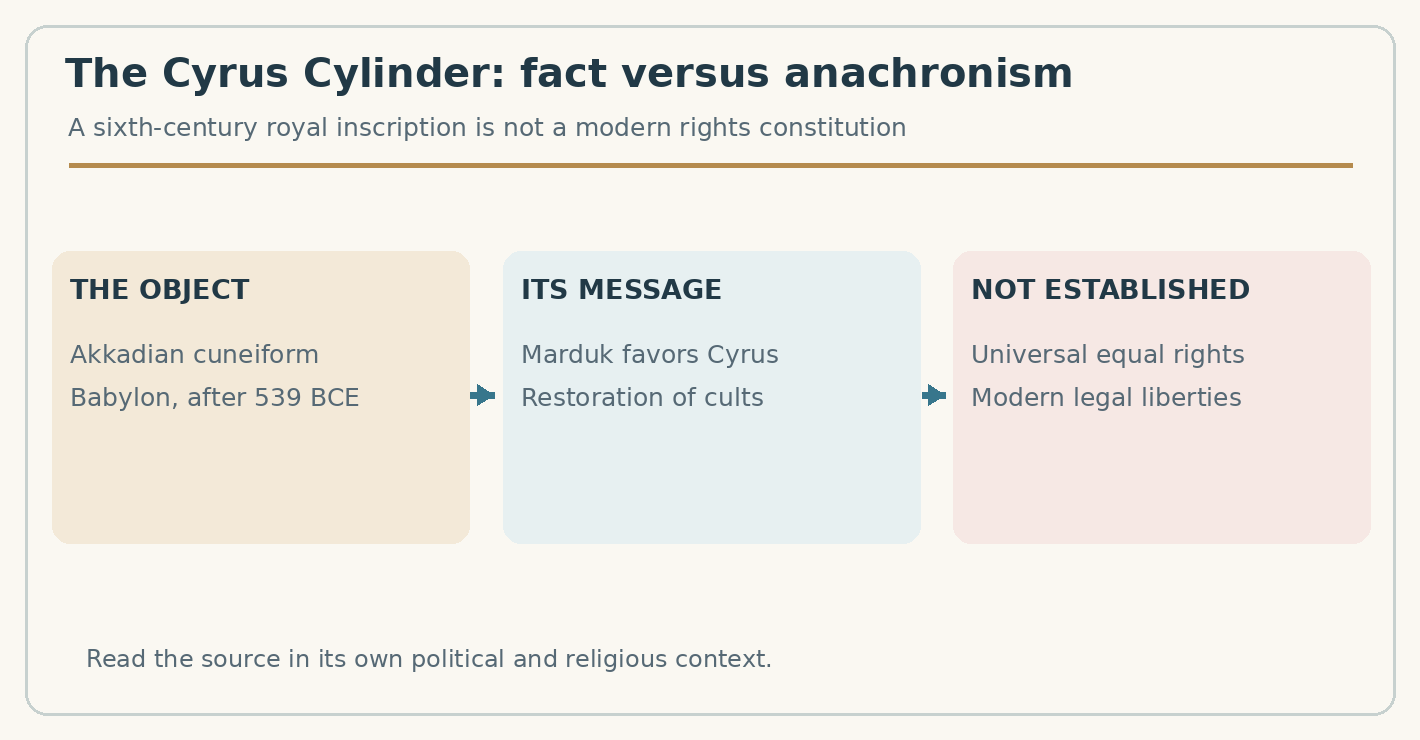 The Cyrus Cylinder: fact versus anachronism
A sixth-century royal inscription is not a modern rights constitution
THE OBJECT
Akkadian cuneiform
Babylon, after 539 BCE
ITS MESSAGE
Marduk favors Cyrus
Restoration of cults
NOT ESTABLISHED
Universal equal rights
Modern legal liberties
Read the source in its own political and religious context.